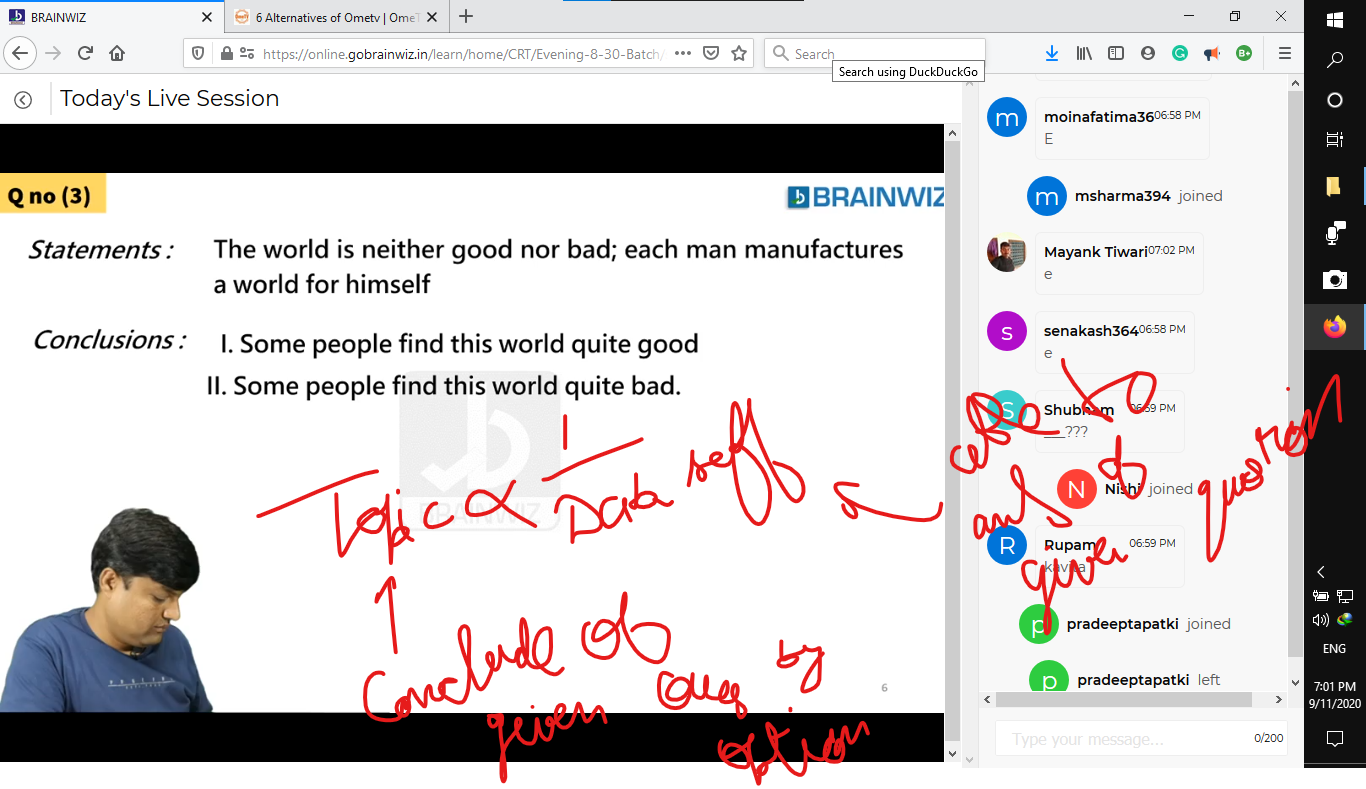 BRAINWIZ
6 Alternatives of Ometv | OmeT
https://online.gobrainwiz.in/learn/home/CRT/Evening-8-30-Batch/
Search
Search using DuckDuckGo
Today's Live Session
Q no (3)
BRAINWIZ
Statements :
The world is neither good nor bad; each man manufactures
a world for himself
Conclusions :
I. Some people find this world quite good
II. Some people find this world quite bad.
BRAINWIZ
Topic
Data self
Conclude of
given
by
option
of
given
question
6
m
moinafatima36 06:58 PM
E
m
msharma394 joined
Mayank Tiwari 07:02 PM
e
s
senakash364 06:58 PM
e
S
Shubham 06:59 PM
___???
N
Nishi joined
R
Rupam 06:59 PM
kavita
p
pradeeptapatki joined
p
pradeeptapatki left
Type your message...
0/200
ENG
7:01 PM
9/11/2020